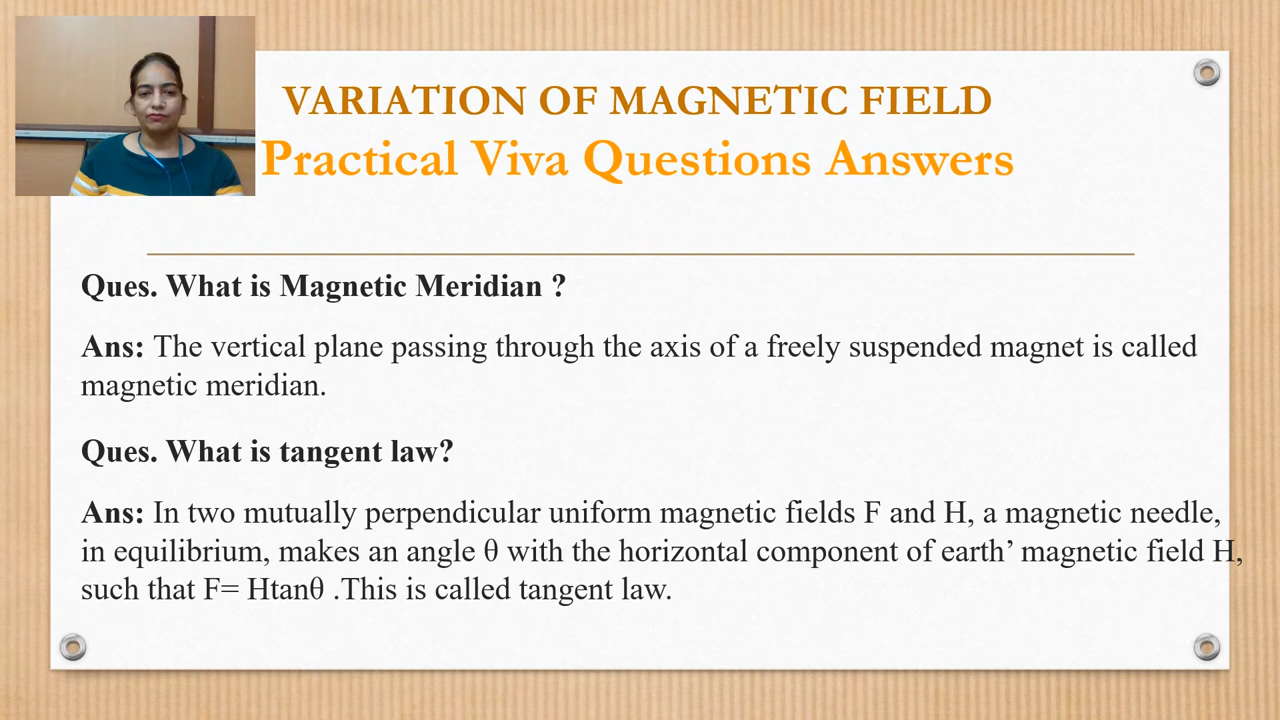 VARIATION OF MAGNETIC FIELD
Practical Viva Questions Answers
Ques. What is Magnetic Meridian ?
Ans: The vertical plane passing through the axis of a freely suspended magnet is called
magnetic meridian.
Ques. What is tangent law?
Ans: In two mutually perpendicular uniform magnetic fields F and H, a magnetic needle,
in equilibrium, makes an angle θ with the horizontal component of earth’ magnetic field H,
such that F= Htanθ .This is called tangent law.